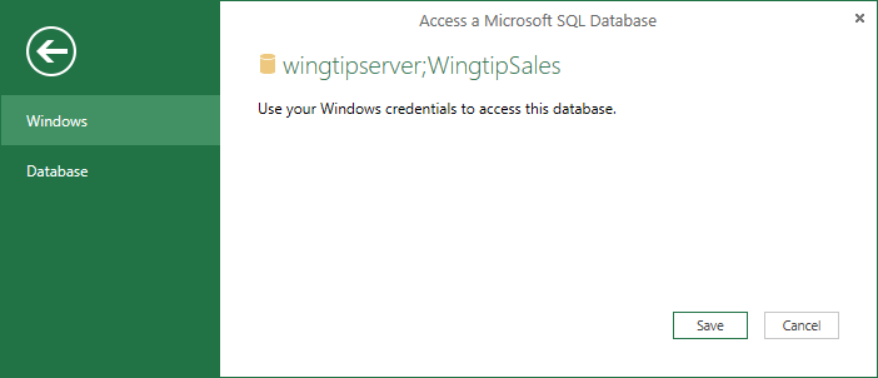 Access a Microsoft SQL Database
wingtipserver;WingtipSales
Use your Windows credentials to access this database.
Windows
Database
Save
Cancel